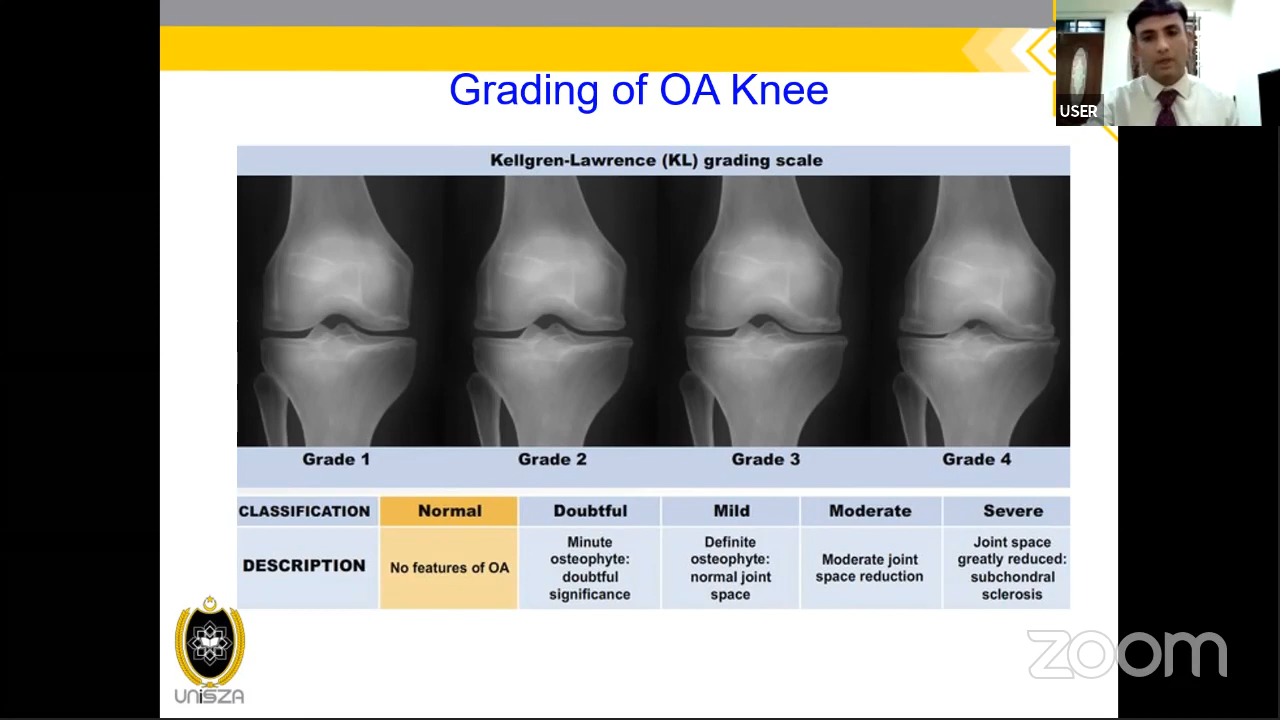 Grading of OA Knee
USER
Kellgren-Lawrence (KL) grading scale
Grade 1 Grade 2 Grade 3 Grade 4
CLASSIFICATION Normal Doubtful Mild Moderate Severe
DESCRIPTION
No features of OA
Minute
osteophyte:
doubtful
significance
Definite
osteophyte:
normal joint
space
Moderate joint
space reduction
Joint space
greatly reduced:
subchondral
sclerosis
UNiSZA
zoom